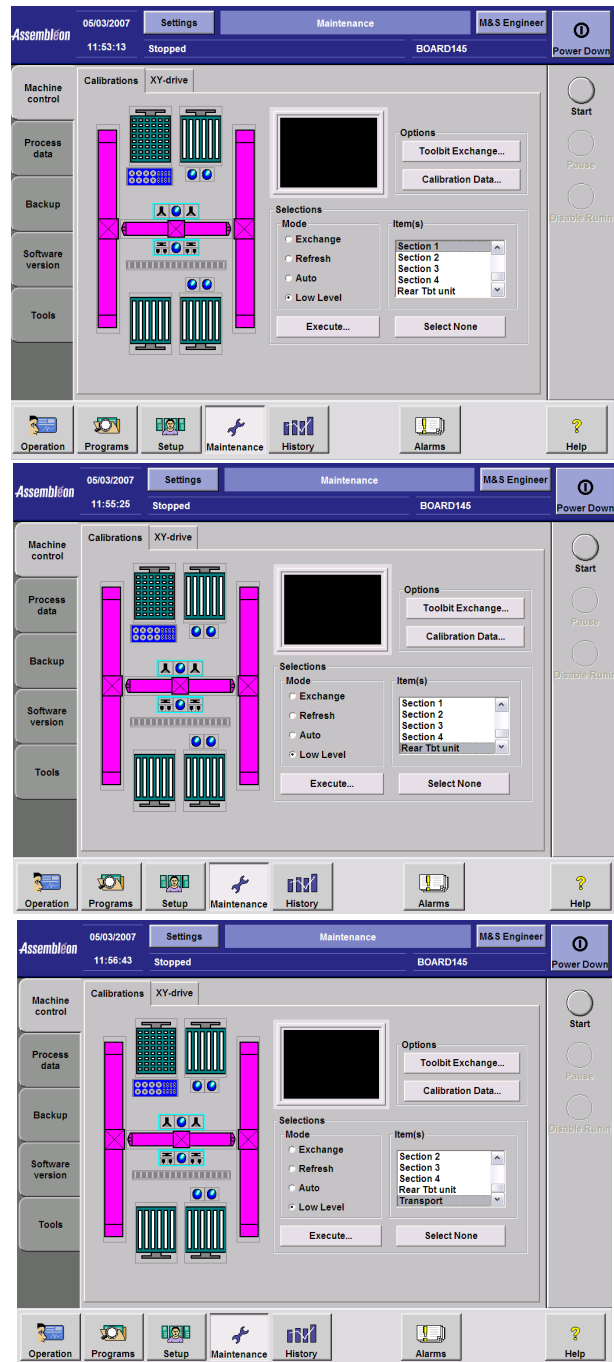 Assembléon
05/03/2007
Settings
Maintenance
M&S Engineer
Power Down
11:53:13
Stopped
BOARD145
Machine
control
Process
data
Backup
Software
version
Tools
Calibrations
XY-drive
Options
Toolbit Exchange...
Calibration Data...
Selections
Mode
Exchange
Refresh
Auto
Low Level
Item(s)
Section 1
Section 2
Section 3
Section 4
Rear Tbt unit
Execute...
Select None
Start
Pause
Disable Runin
Operation
Programs
Setup
Maintenance
History
Alarms
Help
Assembléon
05/03/2007
Settings
Maintenance
M&S Engineer
Power Down
11:55:25
Stopped
BOARD145
Machine
control
Process
data
Backup
Software
version
Tools
Calibrations
XY-drive
Options
Toolbit Exchange...
Calibration Data...
Selections
Mode
Exchange
Refresh
Auto
Low Level
Item(s)
Section 1
Section 2
Section 3
Section 4
Rear Tbt unit
Execute...
Select None
Start
Pause
Disable Runin
Operation
Programs
Setup
Maintenance
History
Alarms
Help
Assembléon
05/03/2007
Settings
Maintenance
M&S Engineer
Power Down
11:56:43
Stopped
BOARD145
Machine
control
Process
data
Backup
Software
version
Tools
Calibrations
XY-drive
Options
Toolbit Exchange...
Calibration Data...
Selections
Mode
Exchange
Refresh
Auto
Low Level
Item(s)
Section 2
Section 3
Section 4
Rear Tbt unit
Transport
Execute...
Select None
Start
Pause
Disable Runin
Operation
Programs
Setup
Maintenance
History
Alarms
Help